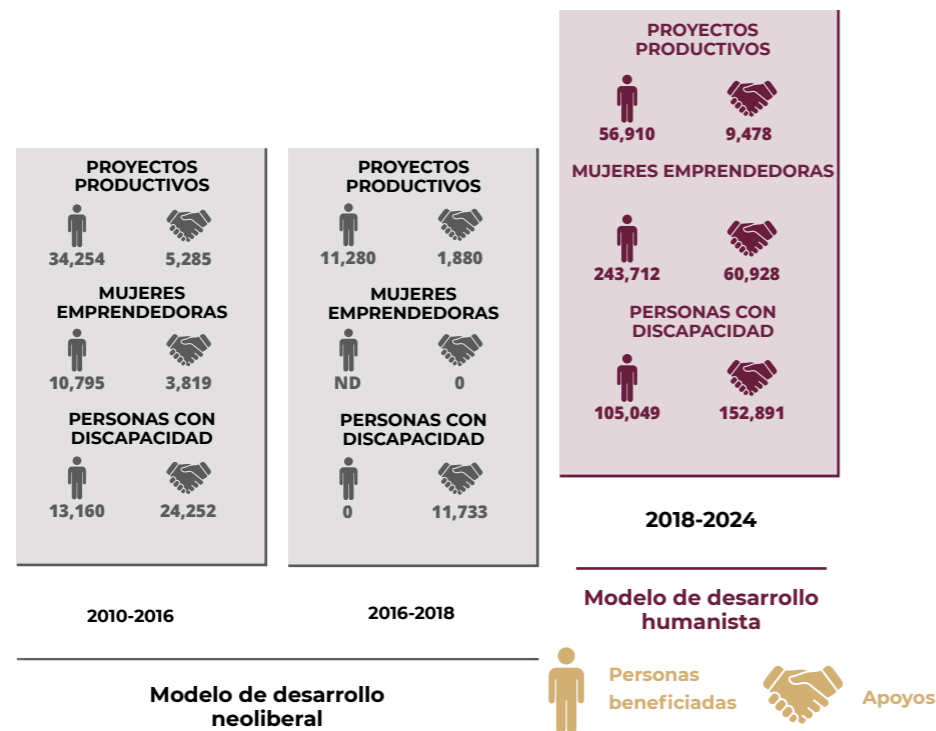 PROYECTOS
PRODUCTIVOS
34,254 5,285
MUJERES
EMPRENDEDORAS
10,795 3,819
PERSONAS CON
DISCAPACIDAD
13,160 24,252
2010-2016
PROYECTOS
PRODUCTIVOS
11,280 1,880
MUJERES
EMPRENDEDORAS
ND 0
PERSONAS CON
DISCAPACIDAD
0 11,733
2016-2018
Modelo de desarrollo
neoliberal
PROYECTOS
PRODUCTIVOS
56,910 9,478
MUJERES EMPRENDEDORAS
243,712 60,928
PERSONAS CON
DISCAPACIDAD
105,049 152,891
2018-2024
Modelo de desarrollo
humanista
Personas
beneficiadas
Apoyos